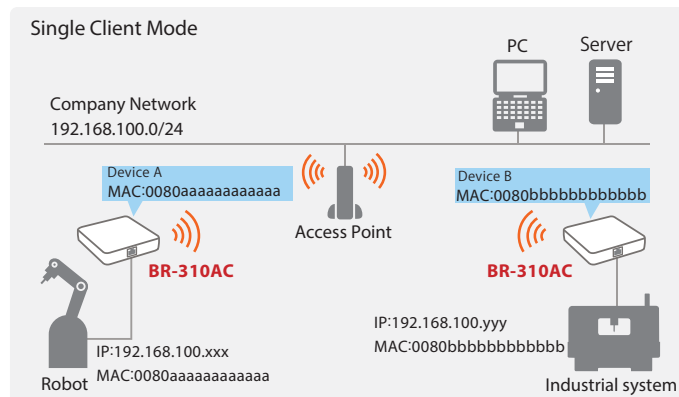 Single Client Mode
PC
Server
Company Network
192.168.100.0/24
Device A
MAC:0080aaaaaaaaaaaa
Device B
MAC:0080bbbbbbbbbbbb
Access Point
BR-310AC
BR-310AC
IP:192.168.100.xxx
MAC:0080aaaaaaaaaaaa
Robot
IP:192.168.100.yyy
MAC:0080bbbbbbbbbbbb
Industrial system